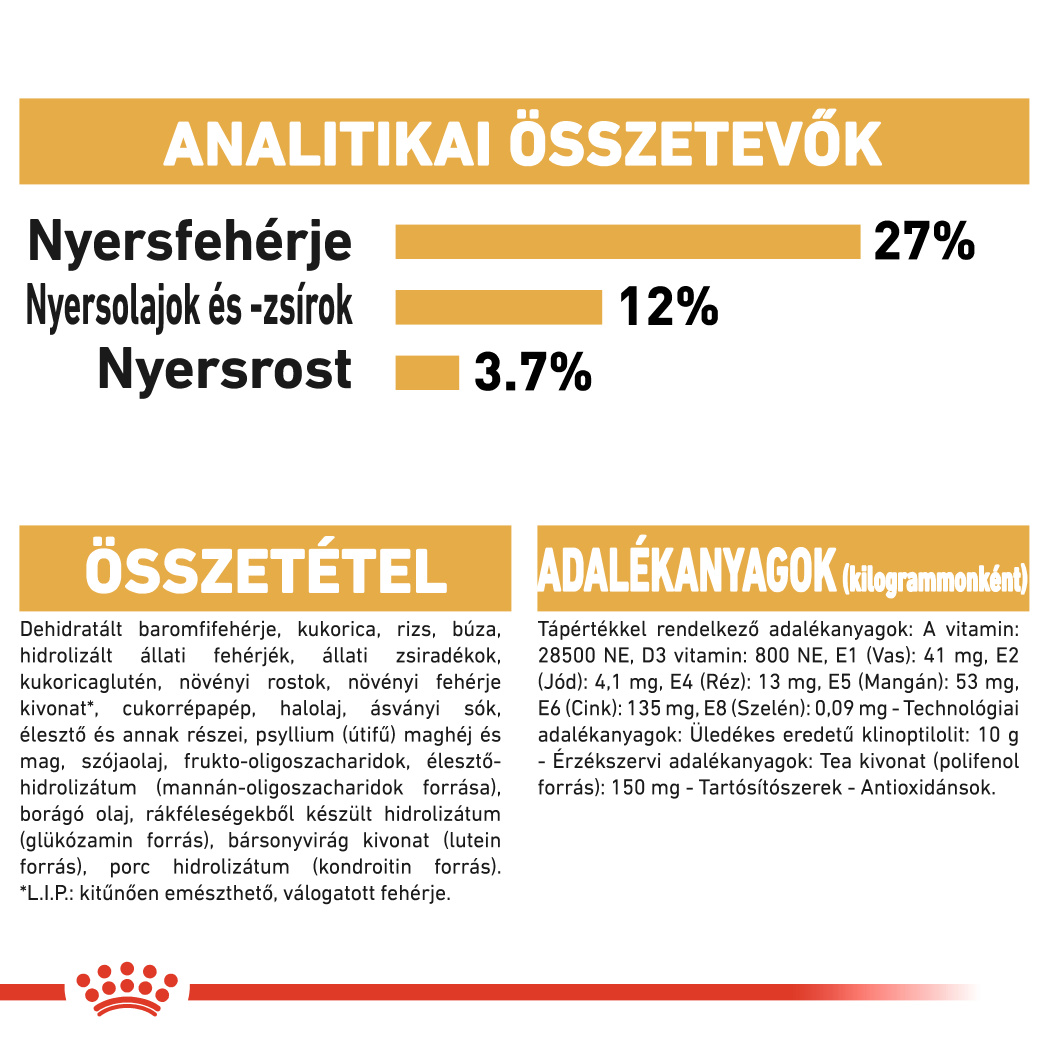 ANALITIKAI ÖSSZETEVŐK
Nyersfehérje 27%
Nyersolajok és -zsírok 12%
Nyersrost 3.7%
ÖSSZETÉTEL
Dehidratált baromfifehérje, kukorica, rizs, búza,
hidrolizált állati fehérjék, állati zsiradékok,
kukoricaglutén, növényi rostok, növényi fehérje
kivonat*, cukorrépapép, halolaj, ásványi sók,
élesztő és annak részei, psyllium (útifű) maghéj és
mag, szójaolaj, frukto-oligoszacharidok, élesztő-
hidrolizátum (mannán-oligoszacharidok forrása),
borágó olaj, rákféleségekből készült hidrolizátum
(glükózamin forrás), bársonyvirág kivonat (lutein
forrás), porc hidrolizátum (kondroitin forrás).
*L.I.P.: kitűnően emészthető, válogatott fehérje.
ADALÉKANYAGOK (kilogrammonként)
Tápértékkel rendelkező adalékanyagok: A vitamin:
28500 NE, D3 vitamin: 800 NE, E1 (Vas): 41 mg, E2
(Jód): 4,1 mg, E4 (Réz): 13 mg, E5 (Mangán): 53 mg,
E6 (Cink): 135 mg, E8 (Szelén): 0,09 mg - Technológiai
adalékanyagok: Üledékes eredetű klinoptilolit: 10 g
- Érzékszervi adalékanyagok: Tea kivonat (polifenol
forrás): 150 mg - Tartósítószerek - Antioxidánsok.